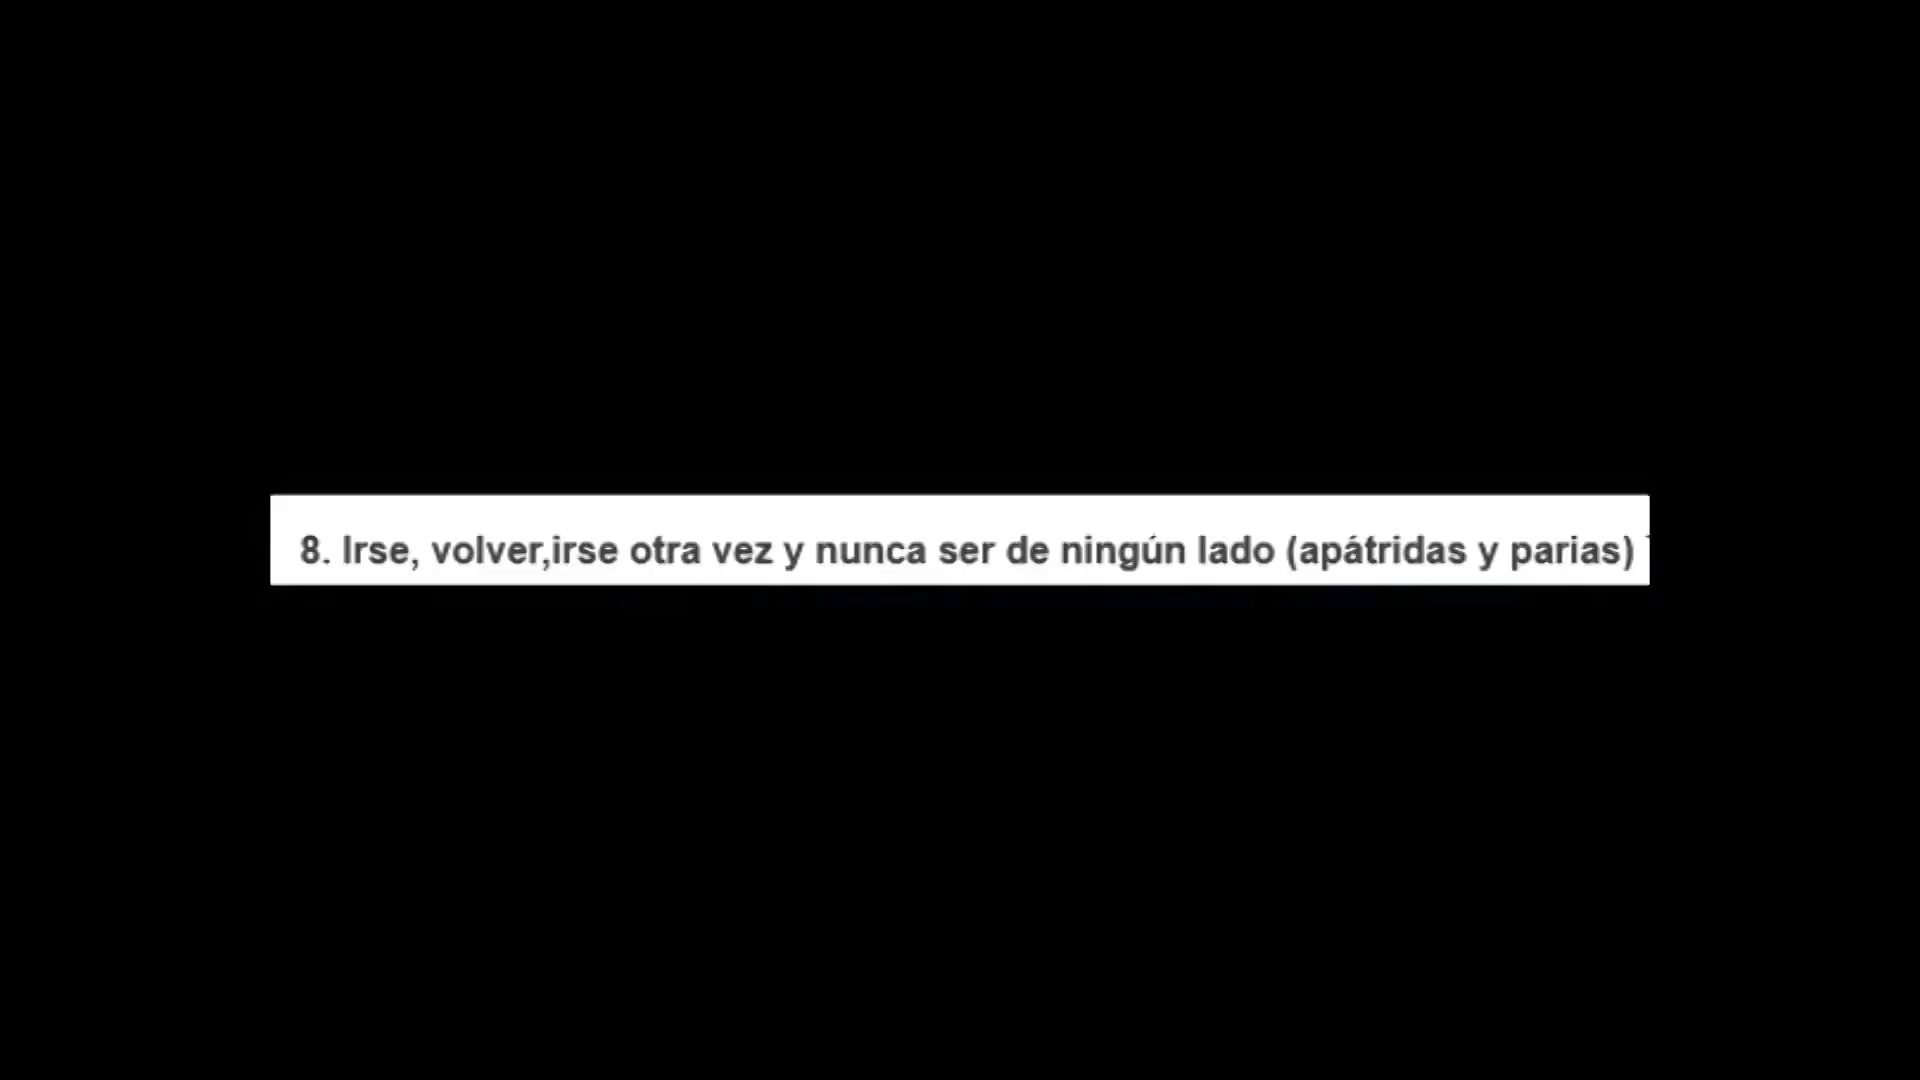 8. Irse, volver,irse otra vez y nunca ser de ningún lado (apátridas y parias)